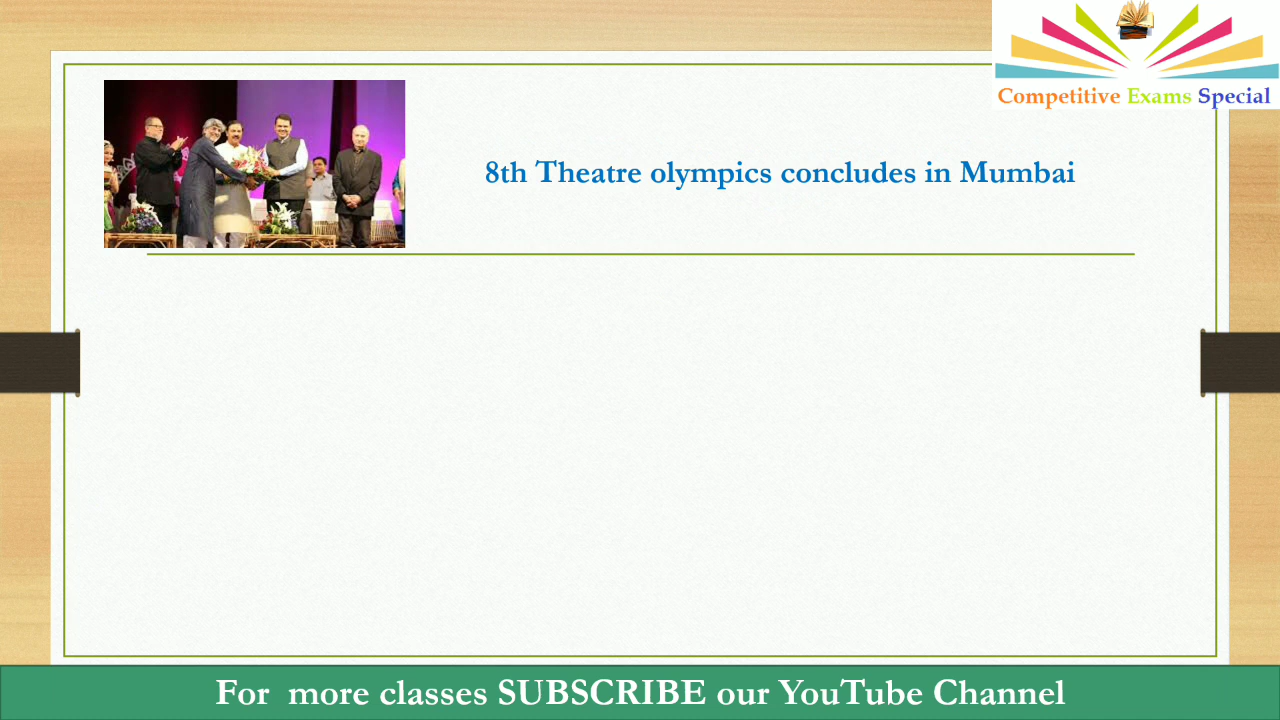 Competitive Exams Special
8th Theatre olympics concludes in Mumbai
For more classes SUBSCRIBE our YouTube Channel